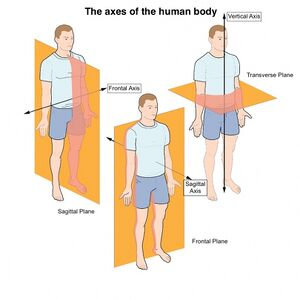 The axes of the human body
Vertical Axis
Transverse Plane
Frontal Axis
Sagittal
Axis
Sagittal Plane
Frontal Plane